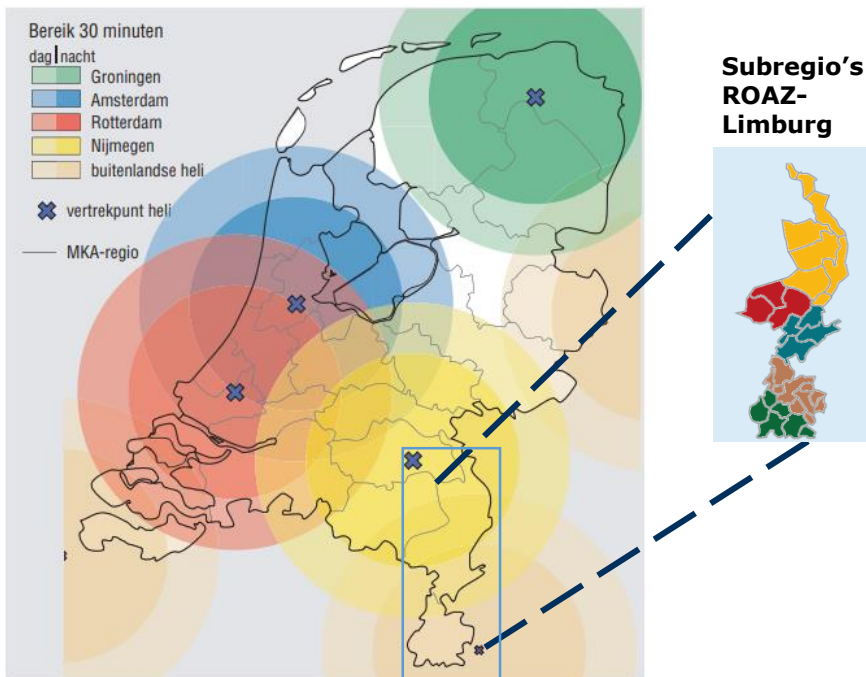 Bereik 30 minuten
dag nacht
Groningen
Amsterdam
Rotterdam
Nijmegen
buitenlandse heli
vertrekpunt heli
MKA-regio
Subregio's
ROAZ-
Limburg